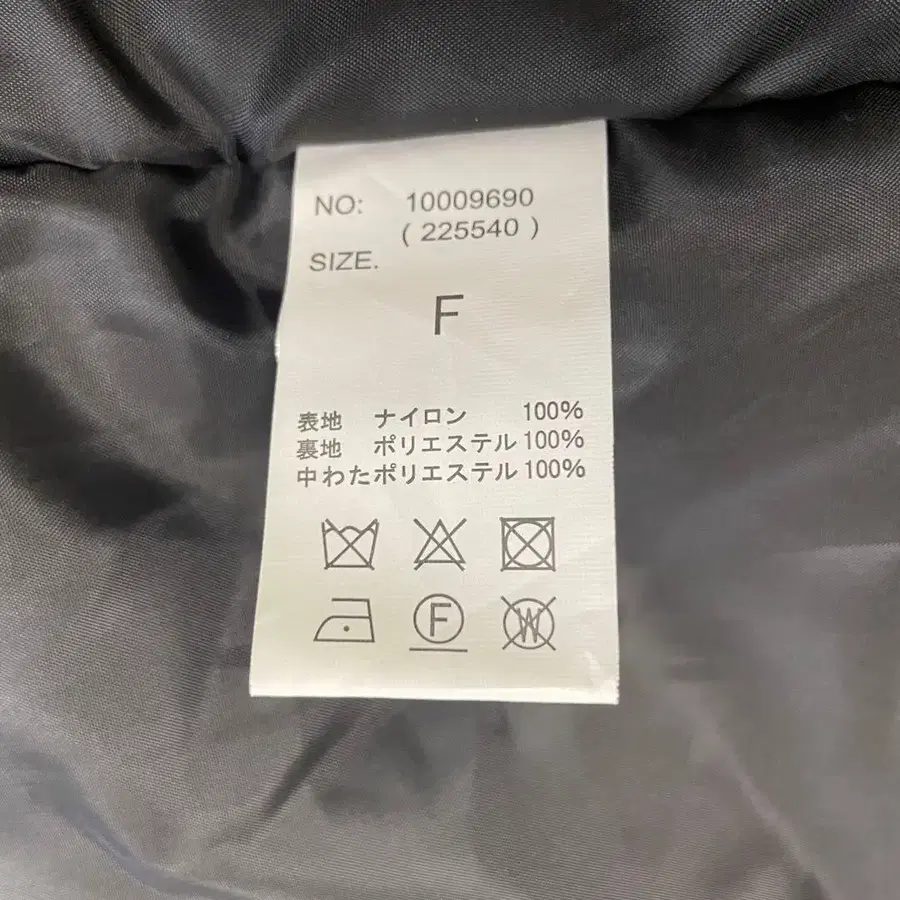 NO: 10009690
( 225540 )
SIZE.
F
表地 ナイロン 100%
裏地 ポリエステル 100%
中わたポリエステル 100%
F
W